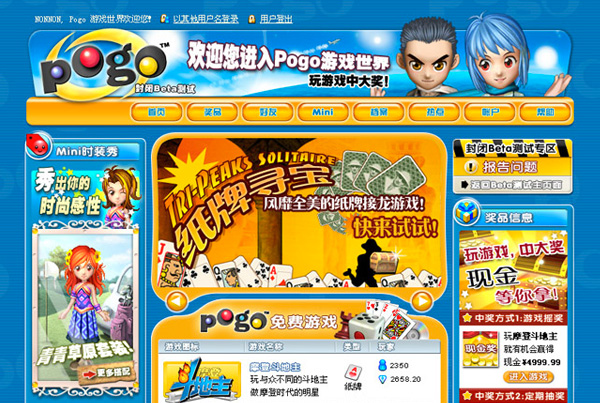 NONNON, Pogo 游戏世界欢迎您! 以其他用户名登录 用户登出
pogo™
封闭Beta测试
欢迎您进入Pogo游戏世界
玩游戏中大奖!
首页 奖品 好友 Mini 档案 热点 账户 帮助
Mini时装秀
秀出你的
时尚感性
青青草原套装!
更多搭配
TRI-PEAKS SOLITAIRE
纸牌寻宝
风靡全美的纸牌接龙游戏!
快来试试!
pogo™ 免费游戏
游戏图标 游戏名称 类型 玩家
摩登
斗地主
摩登斗地主
玩与众不同的斗地主
做摩登时代的明星
纸牌
2350
2658.20
封闭Beta测试专区
报告问题
返回Beta测试主页面
奖品信息
玩游戏,中大奖
现金
等你拿!
中奖方式1:游戏摇奖
现金奖
玩摩登斗地主
就有机会赢得
现金¥4999.99
进入游戏
中奖方式2:定期抽奖